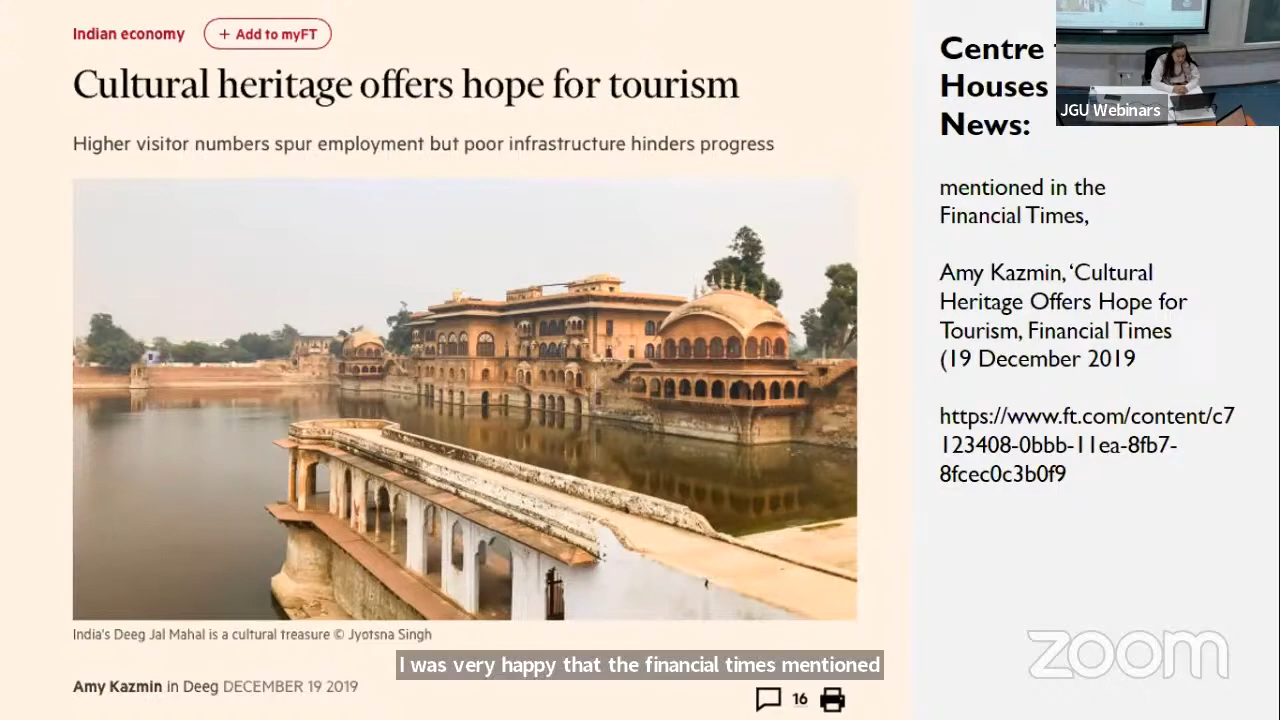 Indian economy
+ Add to myFT
Cultural heritage offers hope for tourism
Higher visitor numbers spur employment but poor infrastructure hinders progress
India's Deeg Jal Mahal is a cultural treasure © Jyotsna Singh
Amy Kazmin in Deeg DECEMBER 19 2019
16
I was very happy that the financial times mentioned
Centre
Houses
News:
JGU Webinars
mentioned in the
Financial Times,
Amy Kazmin, ‘Cultural
Heritage Offers Hope for
Tourism, Financial Times
(19 December 2019
https://www.ft.com/content/c7
123408-0bbb-11ea-8fb7-
8fcec0c3b0f9
zoom